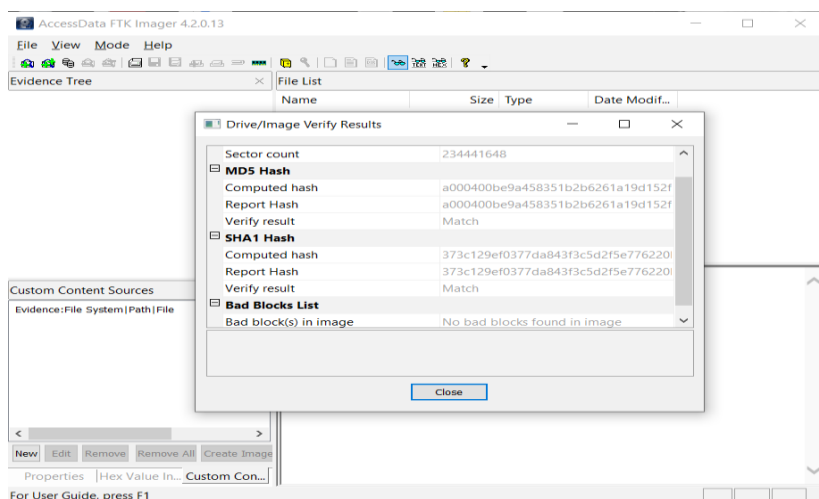 AccessData FTK Imager 4.2.0.13
File View Mode Help
Evidence Tree
File List
Name Size Type Date Modif...
Drive/Image Verify Results
Sector count 234441648
MD5 Hash
Computed hash a000400be9a458351b2b6261a19d152f
Report Hash a000400be9a458351b2b6261a19d152f
Verify result Match
SHA1 Hash
Computed hash 373c129ef0377da843f3c5d2f5e776220
Report Hash 373c129ef0377da843f3c5d2f5e776220
Verify result Match
Bad Blocks List
Bad block(s) in image No bad blocks found in image
Close
Custom Content Sources
Evidence:File System|Path|File
New Edit Remove Remove All Create Image
Properties Hex Value In... Custom Con...
For User Guide, press F1